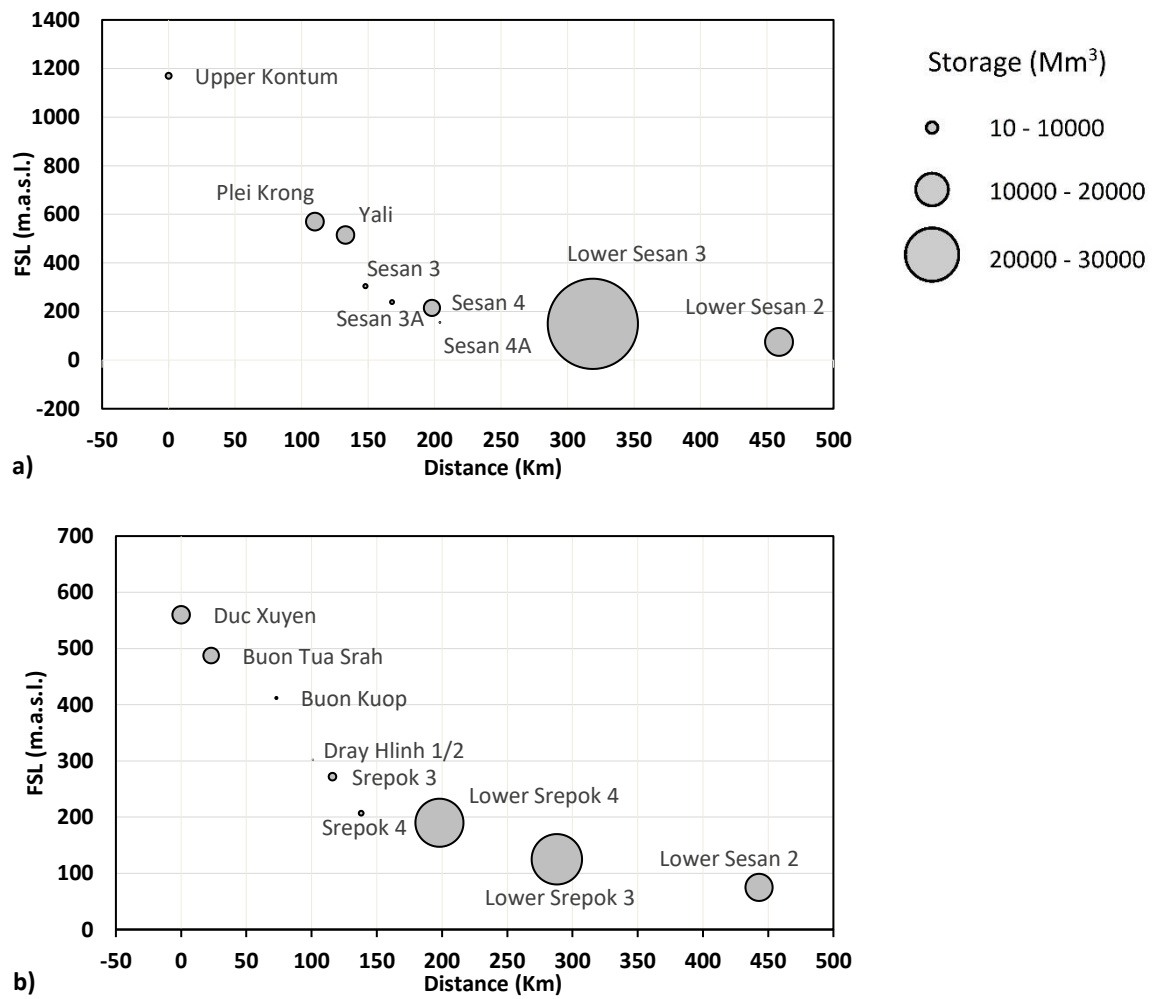 1400
1200
1000
800
600
400
200
0
-200
FSL (m.a.s.l.)
Upper Kontum
Plei Krong
Yali
Sesan 3
Lower Sesan 3
Sesan 3A
Sesan 4
Lower Sesan 2
Sesan 4A
-50 0 50 100 150 200 250 300 350 400 450 500
a)
Distance (Km)
Storage (Mm³)
10 - 10000
10000 - 20000
20000 - 30000
700
600
500
400
300
200
100
0
FSL (m.a.s.l.)
Duc Xuyen
Buon Tua Srah
Buon Kuop
Dray Hlinh 1/2
Srepok 3
Lower Srepok 4
Srepok 4
Lower Sesan 2
Lower Srepok 3
-50 0 50 100 150 200 250 300 350 400 450 500
b)
Distance (Km)